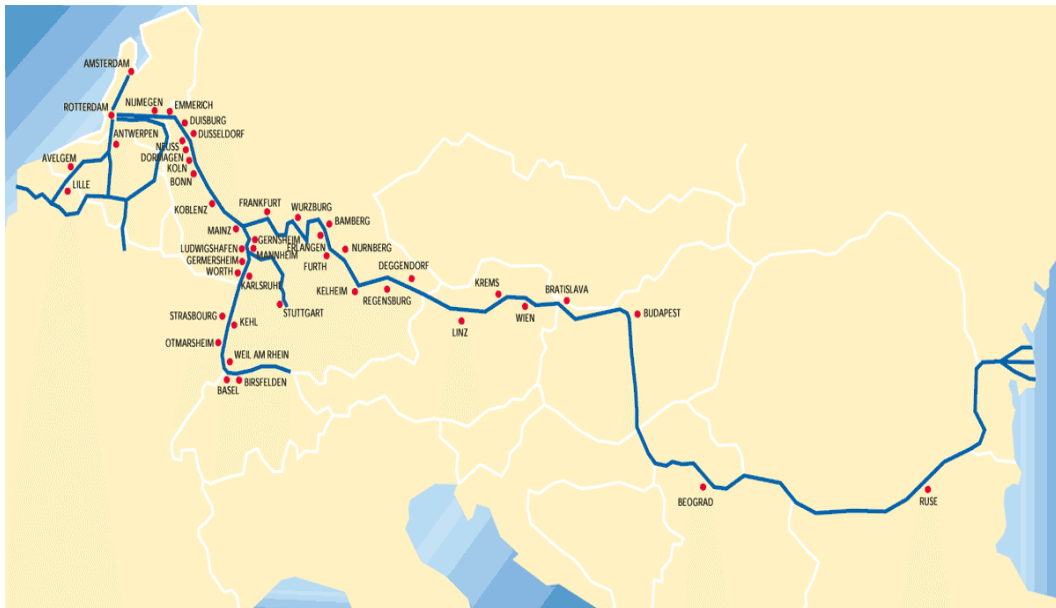 AMSTERDAM
NIJMEGEN
EMMERICH
ROTTERDAM
DUISBURG
ANTWERPEN
DUSSELDORF
NEUSS
DORMAGEN
AVELGEM
KOLN
BONN
LILLE
KOBLENZ
FRANKFURT
WURZBURG
BAMBERG
MAINZ
GERNSHEIM
ERLANGEN
NURNBERG
LUDWIGSHAFEN
MANNHEIM
GERMERSHEIM
FURTH
DEGGENDORF
WORTH
KARLSRUHE
KELHEIM
REGENSBURG
KREMS
BRATISLAVA
STUTTGART
STRASBOURG
KEHL
LINZ
WIEN
BUDAPEST
OTMARSHEIM
WEIL AM RHEIN
BASEL
BIRSFELDEN
BEOGRAD
RUSE